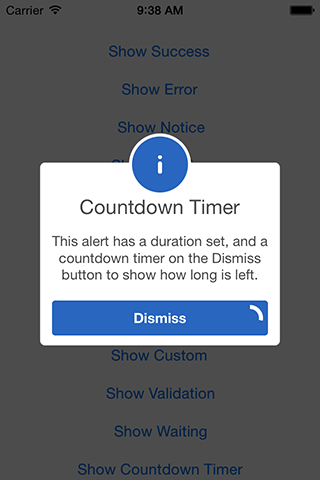 Carrier 9:38 AM
Show Success
Show Error
Show Notice
i
Countdown Timer
This alert has a duration set, and a
countdown timer on the Dismiss
button to show how long is left.
Dismiss
Show Custom
Show Validation
Show Waiting
Show Countdown Timer